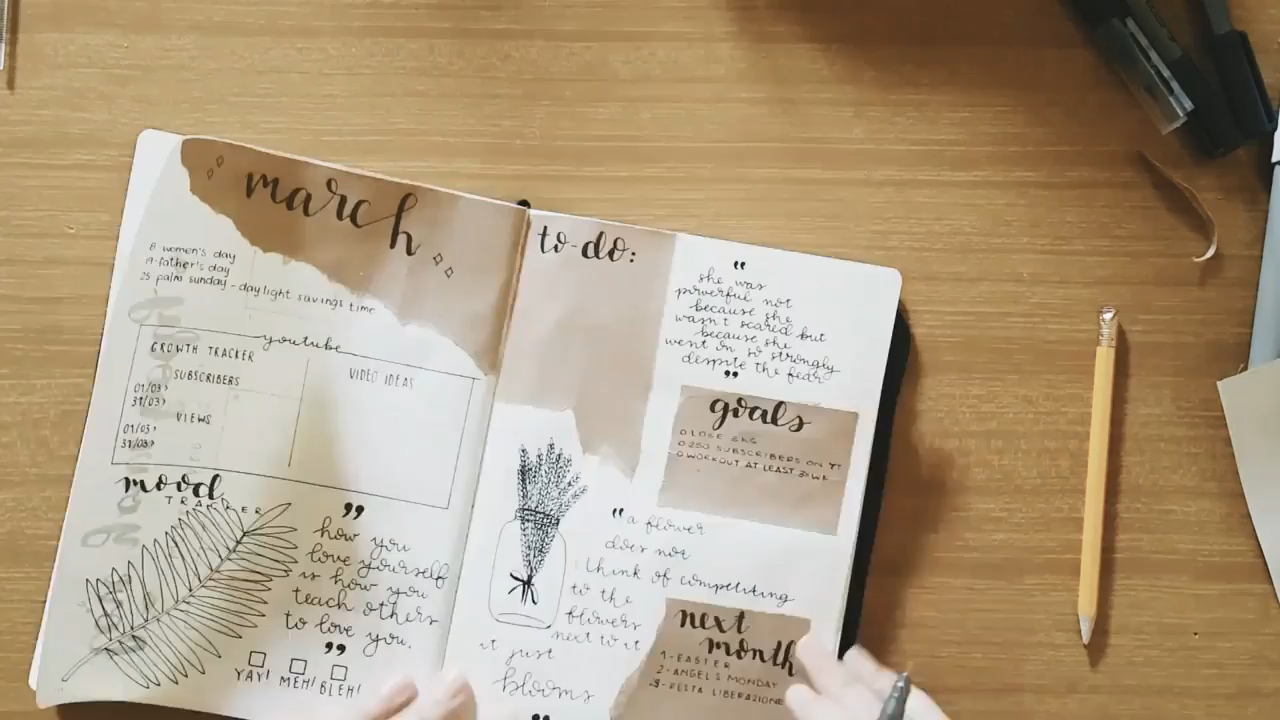 march
8 women's day
19-father's day
25 palm sunday - daylight savings time
youtube
GROWTH TRACKER
SUBSCRIBERS
01/03>
31/03>
VIEWS
01/03>
31/03>
VIDEO IDEAS
mood
TRACKER
"
how you
love yourself
is how you
teach others
to love you.
"
YAY! MEH! BLEH!
to-do:
"
she was
powerful not
because she
wasn't scared but
because she
went on so strongly
despite the fear
"
goals
O LOSE 2KG
O 250 SUBSCRIBERS ON YT
O WORKOUT AT LEAST 3x WK
"a flower
does not
think of competiting
to the
flowers
next to it
it just
blooms
"
next
month
1-EASTER
2-ANGEL'S MONDAY
3-FESTA LIBERAZIONE